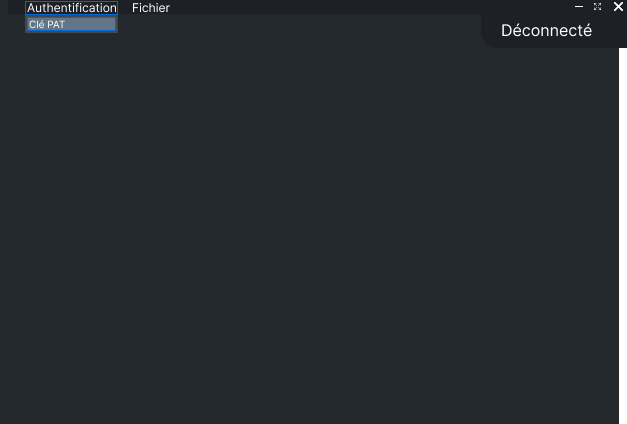 Authentification Fichier
Clé PAT
Déconnecté